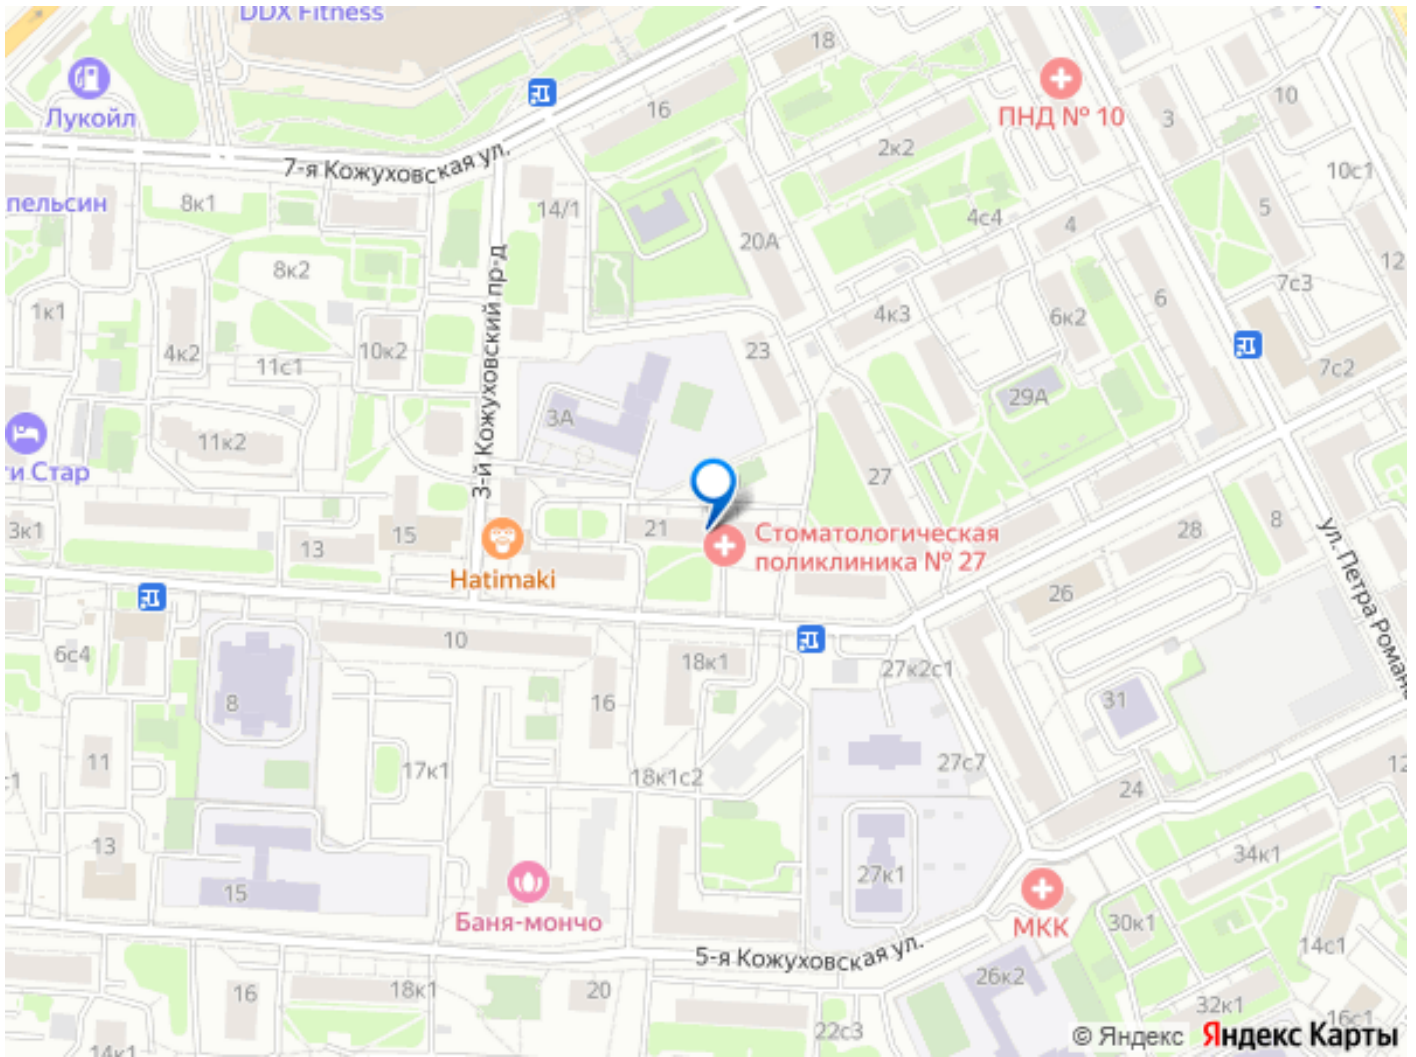 DDX Fitness
Лукойл
18
16
ПНД № 10
3
10
7-я Кожуховская ул.
2к2
10с1
пельсин
8к1
14/1
20А
4с4
4
5
12
8к2
7с3
1к1
4к2
11с1
10к2
3-й Кожуховский пр-д
23
4к3
6к2
6
7с2
29А
3А
11к2
и Стар
27
3к1
13
15
Hatimaki
21
Стоматологическая
поликлиника № 27
28
8
26
ул. Петра Романа
6с4
10
18к1
27к2с1
8
16
31
11
17к1
18к1с2
27с7
12
24
13
15
27к1
34к1
Баня-мончо
МКК
30к1
14с1
5-я Кожуховская ул.
26к2
16
18к1
20
22с3
32к1
16с1
14к1
© Яндекс Яндекс Карты